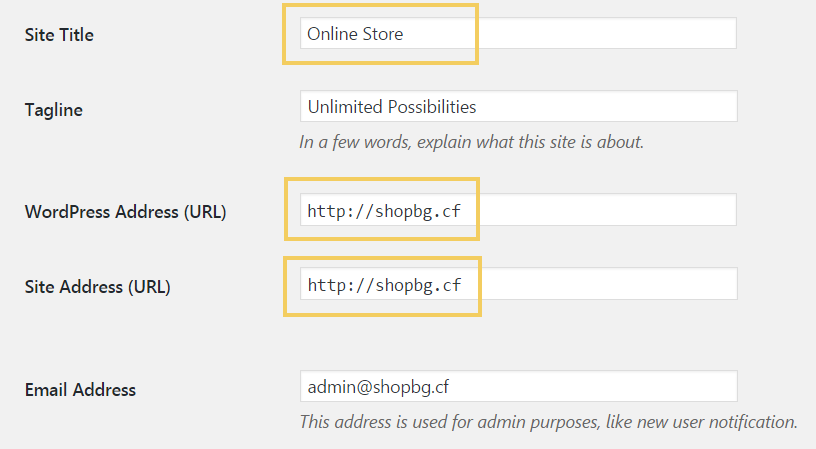 Site Title Online Store
Tagline Unlimited Possibilities
In a few words, explain what this site is about.
WordPress Address (URL) http://shopbg.cf
Site Address (URL) http://shopbg.cf
Email Address admin@shopbg.cf
This address is used for admin purposes, like new user notification.